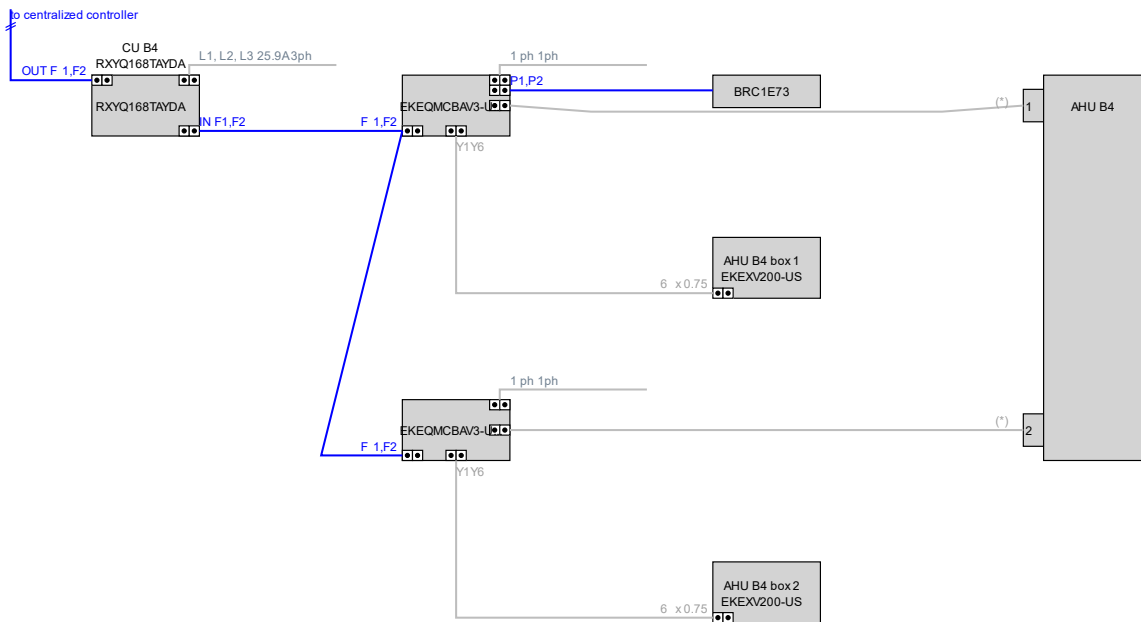 to centralized controller
CU B4
RXYQ168TAYDA
L1, L2, L3 25.9A3ph
OUT F 1,F2
RXYQ168TAYDA
IN F1,F2
F 1,F2
1 ph 1ph
P1,P2
EKEQMCBAV3-U
Y1Y6
BRC1E73
(*)
1
AHU B4
AHU B4 box 1
EKEXV200-US
6 x 0.75
1 ph 1ph
EKEQMCBAV3-U
F 1,F2
Y1Y6
(*)
2
AHU B4 box 2
EKEXV200-US
6 x 0.75